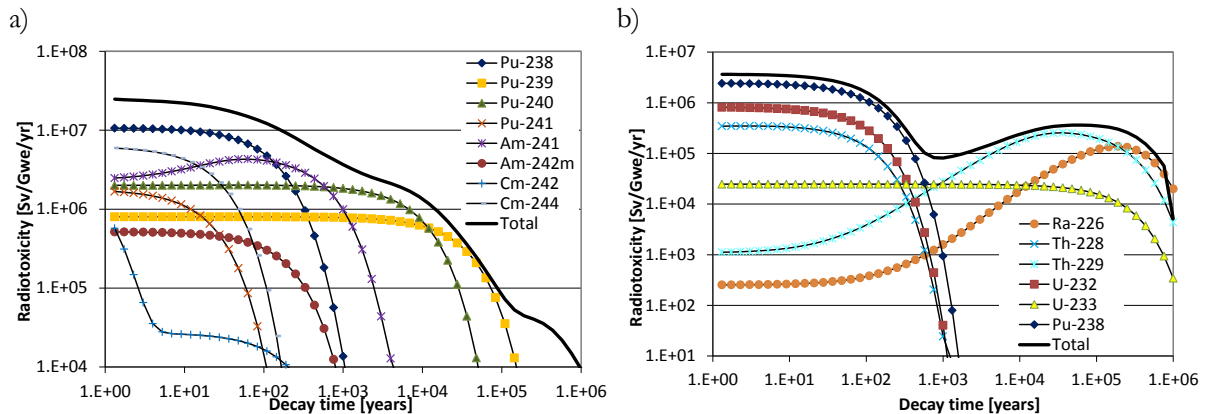 a)
1.E+08
1.E+07
1.E+06
1.E+05
1.E+04
Radiotoxicity [Sv/Gwe/yr]
1.E+00 1.E+01 1.E+02 1.E+03 1.E+04 1.E+05 1.E+06
Decay time [years]
Pu-238
Pu-239
Pu-240
Pu-241
Am-241
Am-242m
Cm-242
Cm-244
Total
b)
1.E+07
1.E+06
1.E+05
1.E+04
1.E+03
1.E+02
1.E+01
Radiotoxicity [Sv/Gwe/yr]
1.E+00 1.E+01 1.E+02 1.E+03 1.E+04 1.E+05 1.E+06
Decay time [years]
Ra-226
Th-228
Th-229
U-232
U-233
Pu-238
Total